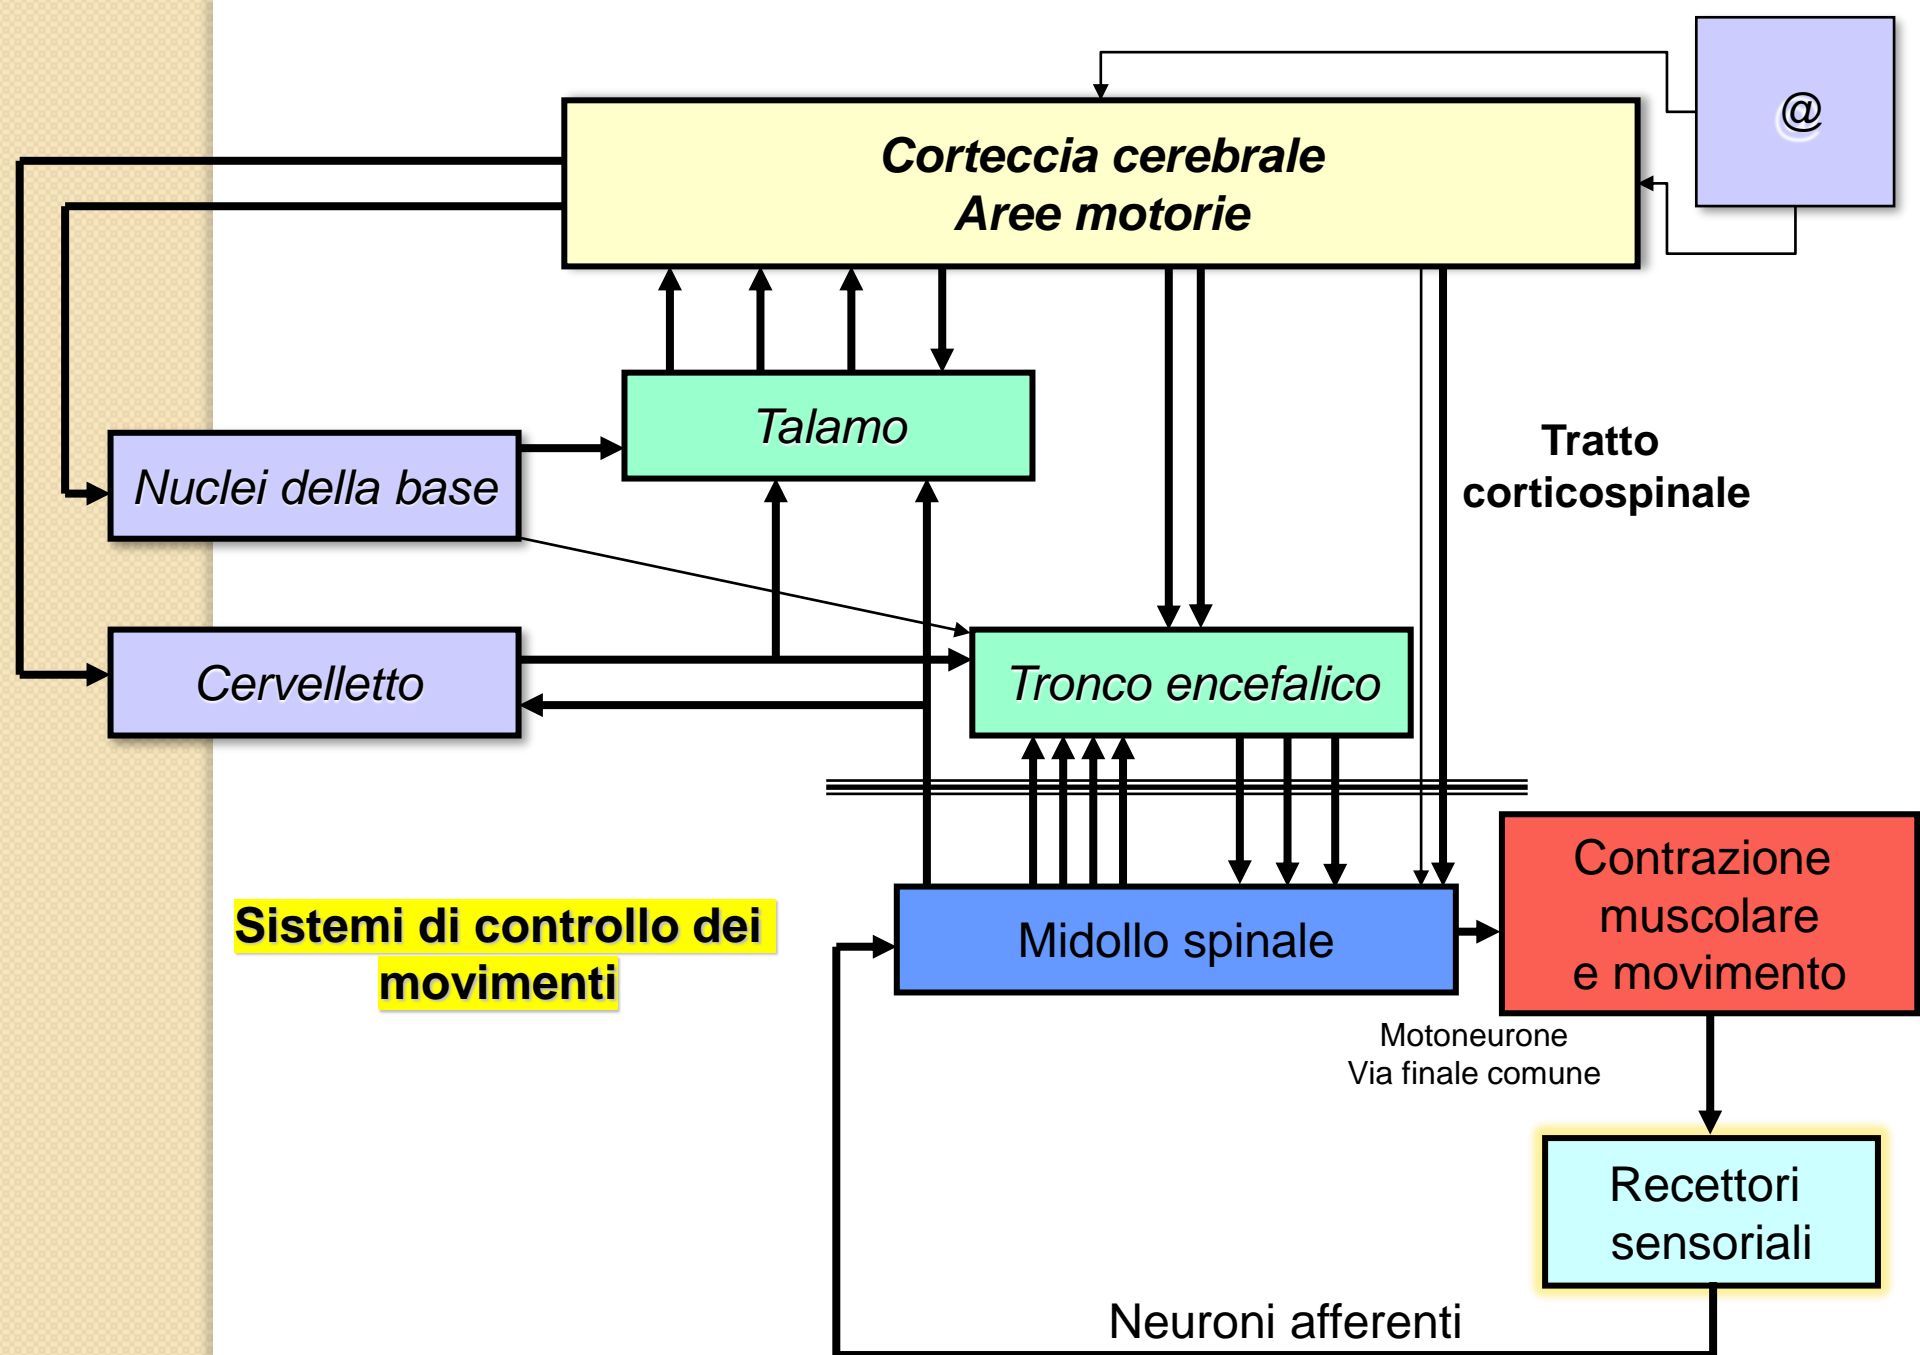 @
Corteccia cerebrale
Aree motorie
Talamo
Tratto
corticospinale
Nuclei della base
Cervelletto
Tronco encefalico
Contrazione
muscolare
e movimento
Sistemi di controllo dei
movimenti
Midollo spinale
Motoneurone
Via finale comune
Recettori
sensoriali
Neuroni afferenti